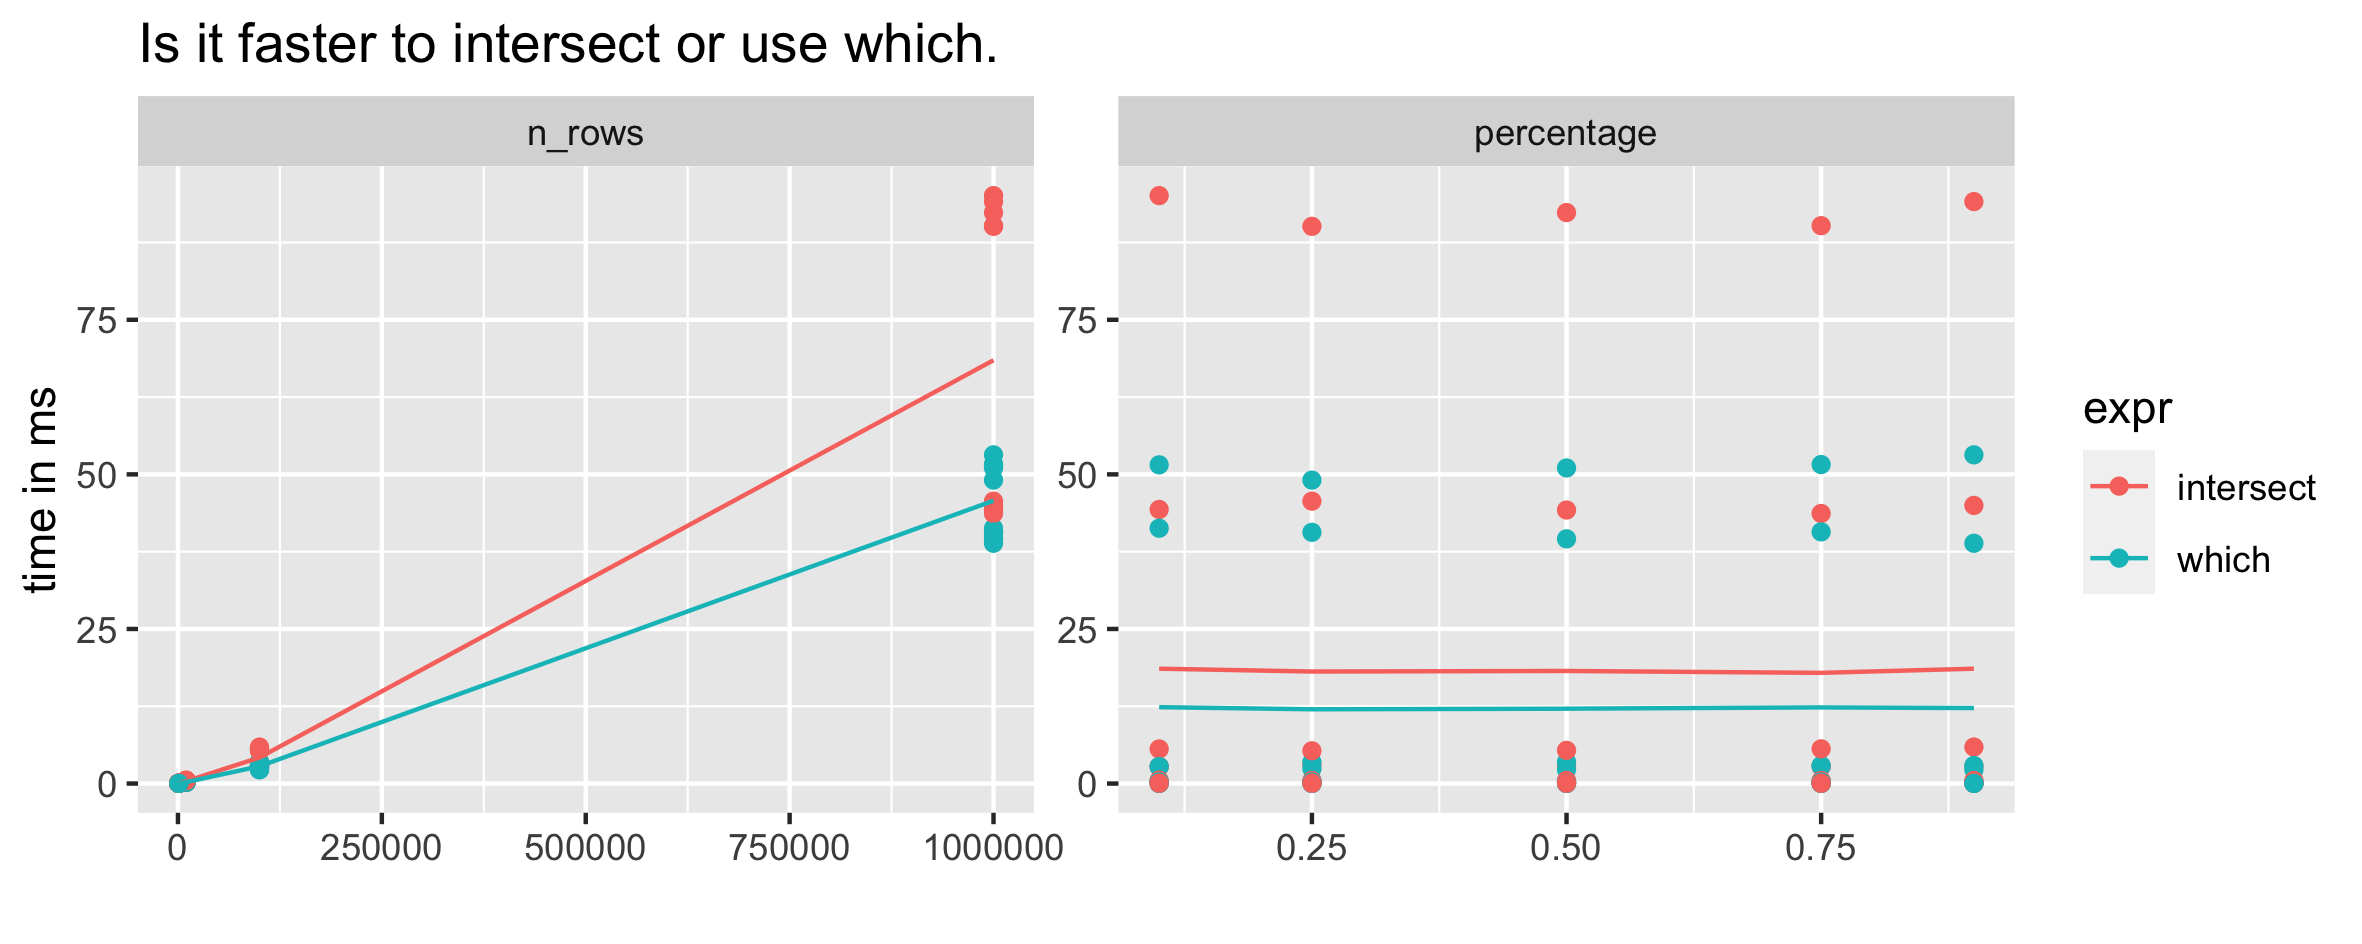 Is it faster to intersect or use which.
n_rows
percentage
time in ms
75
50
25
0
0
250000
500000
750000
1000000
75
50
25
0
0.25
0.50
0.75
expr
intersect
which